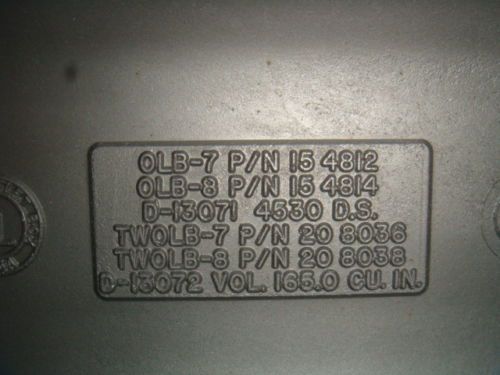 OLB-7 P/N 15 4812
OLB-8 P/N 15 4814
D-13071 4530 D.S.
TWOLB-7 P/N 20 8036
TWOLB-8 P/N 20 8038
D-13072 VOL. 165.0 CU. IN.